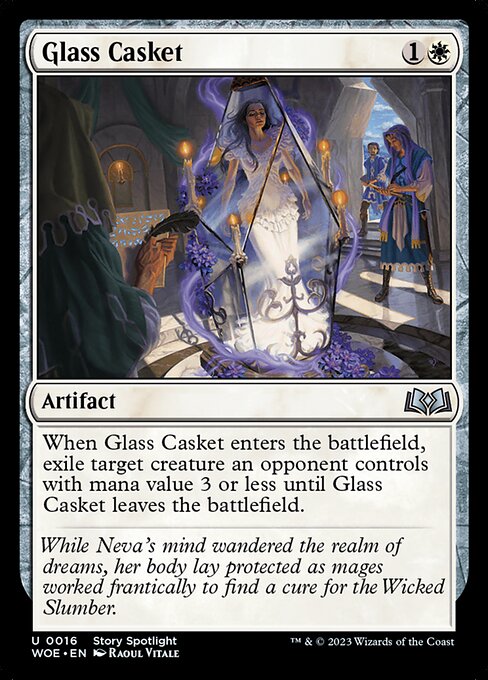 Glass Casket 1
Artifact
When Glass Casket enters the battlefield,
exile target creature an opponent controls
with mana value 3 or less until Glass
Casket leaves the battlefield.
While Neva's mind wandered the realm of
dreams, her body lay protected as mages
worked frantically to find a cure for the Wicked
Slumber.
U 0016 Story Spotlight
WOE • EN Raoul Vitale
™ & © 2023 Wizards of the Coast